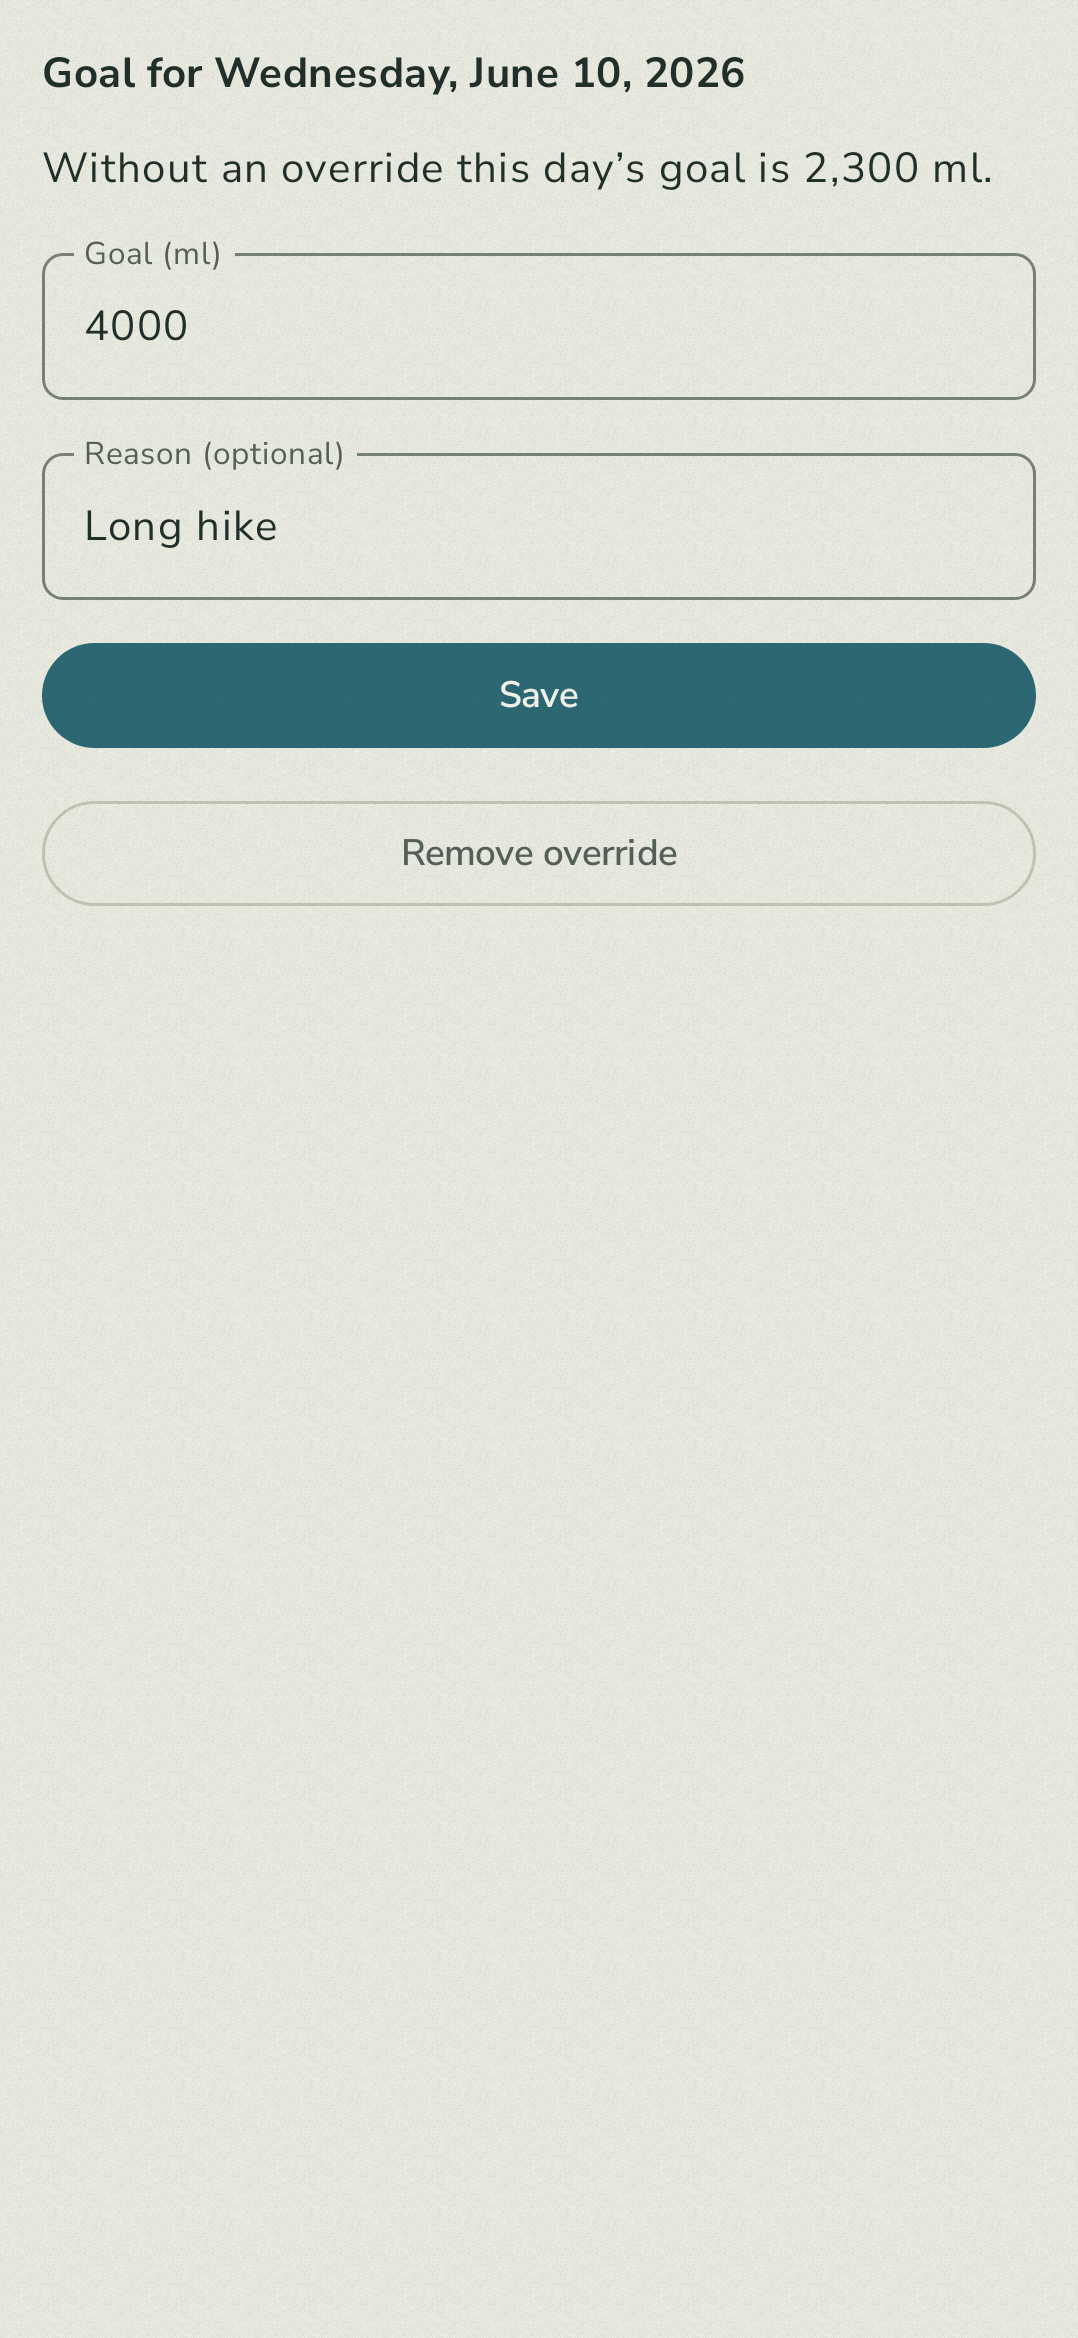 Goal for Wednesday, June 10, 2026
Without an override this day’s goal is 2,300 ml.
Goal (ml)
4000
Reason (optional)
Long hike
Save
Remove override